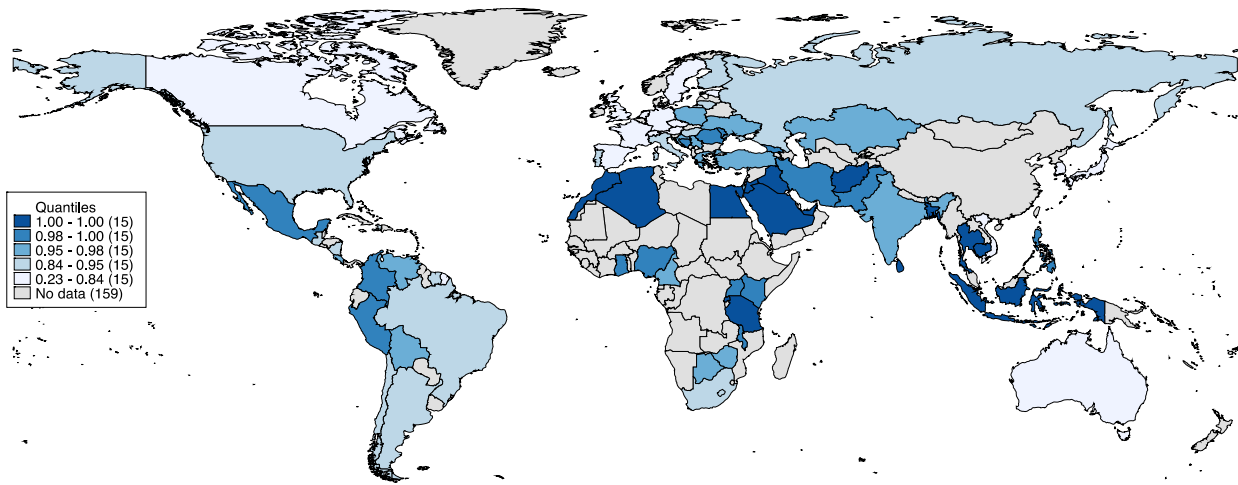 Quantiles
1.00 - 1.00 (15)
0.98 - 1.00 (15)
0.95 - 0.98 (15)
0.84 - 0.95 (15)
0.23 - 0.84 (15)
No data (159)